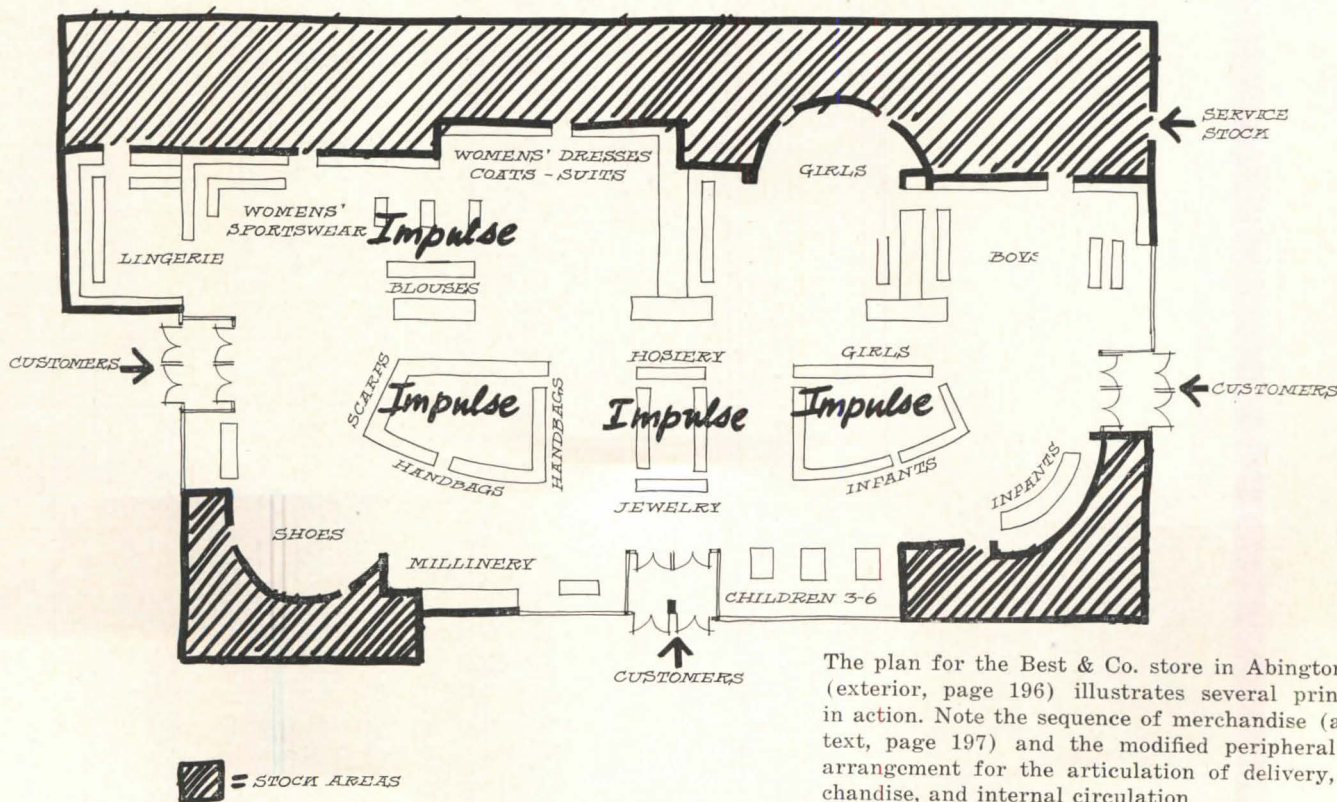 SERVICE
STOCK
WOMENS' DRESSES
COATS - SUITS
GIRLS
WOMENS'
SPORTSWEAR
Impulse
LINGERIE
BOYS
BLOUSES
CUSTOMERS
HOSIERY
GIRLS
CUSTOMERS
SCARFS
Impulse
HANDBAGS
Impulse
Impulse
HANDBAGS
INFANTS
INFANTS
JEWELRY
SHOES
MILLINERY
CHILDREN 3-6
CUSTOMERS
= STOCK AREAS
The plan for the Best & Co. store in Abington
(exterior, page 196) illustrates several prin
in action. Note the sequence of merchandise (a
text, page 197) and the modified peripheral
arrangement for the articulation of delivery,
chandise, and internal circulation